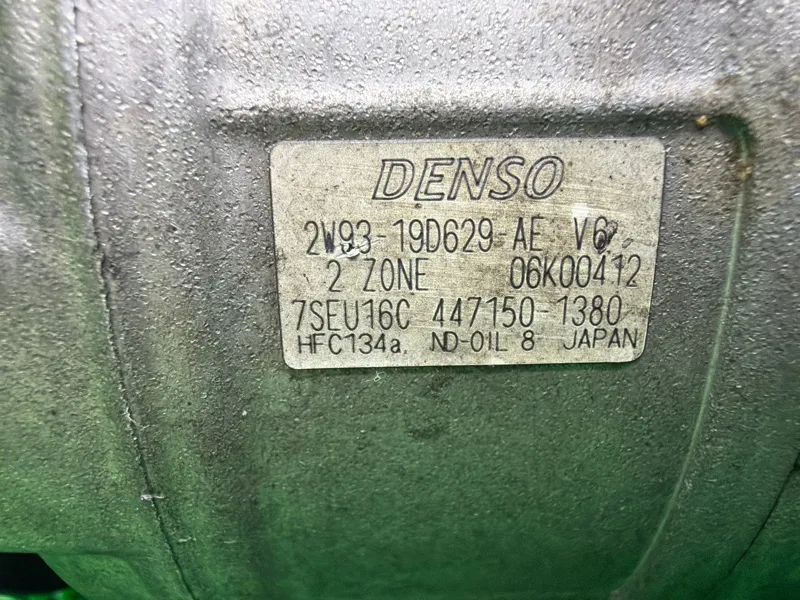 DENSO
2W93-19D629-AE V6
2 ZONE 06K00412
7SEU16C 447150-1380
HFC134a. ND-OIL 8 JAPAN